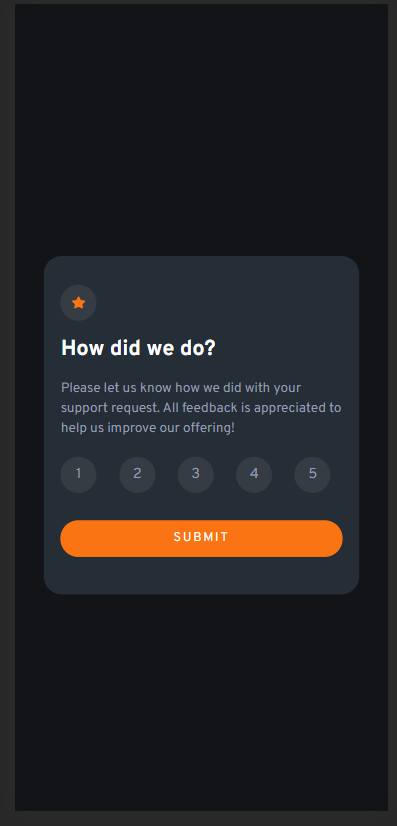 How did we do?
Please let us know how we did with your
support request. All feedback is appreciated to
help us improve our offering!
1 2 3 4 5
SUBMIT